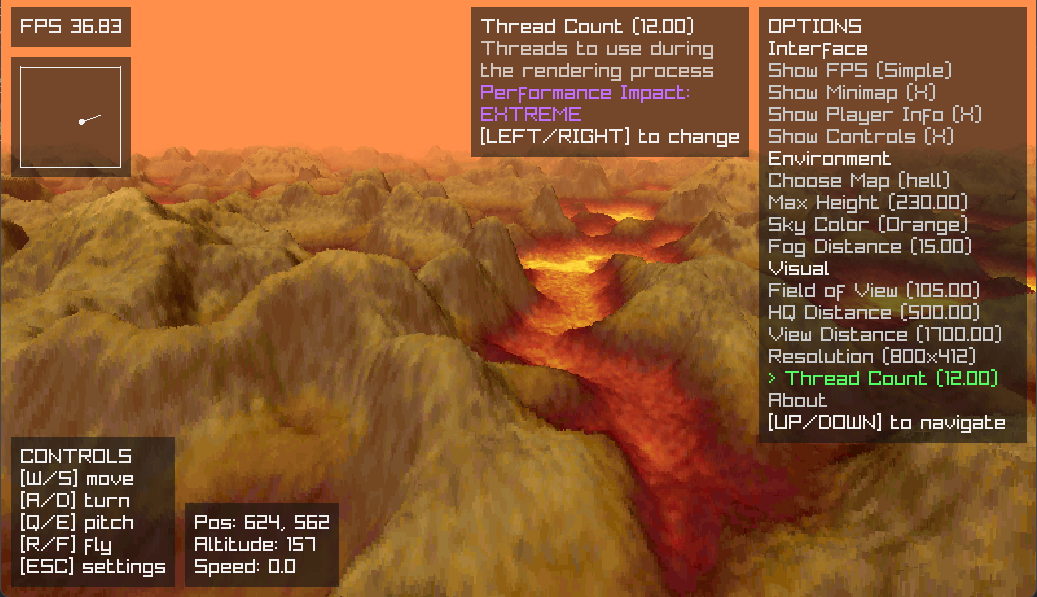 FPS 36.83
Thread Count (12.00)
Threads to use during
the rendering process
Performance Impact:
EXTREME
[LEFT/RIGHT] to change
OPTIONS
Interface
Show FPS (Simple)
Show Minimap (X)
Show Player Info (X)
Show Controls (X)
Environment
Choose Map (hell)
Max Height (230.00)
Sky Color (Orange)
Fog Distance (15.00)
Visual
Field of View (105.00)
HQ Distance (500.00)
View Distance (1700.00)
Resolution (800x412)
> Thread Count (12.00)
About
[UP/DOWN] to navigate
CONTROLS
[W/S] move
[A/D] turn
[Q/E] pitch
[R/F] fly
[ESC] settings
Pos: 624, 562
Altitude: 157
Speed: 0.0